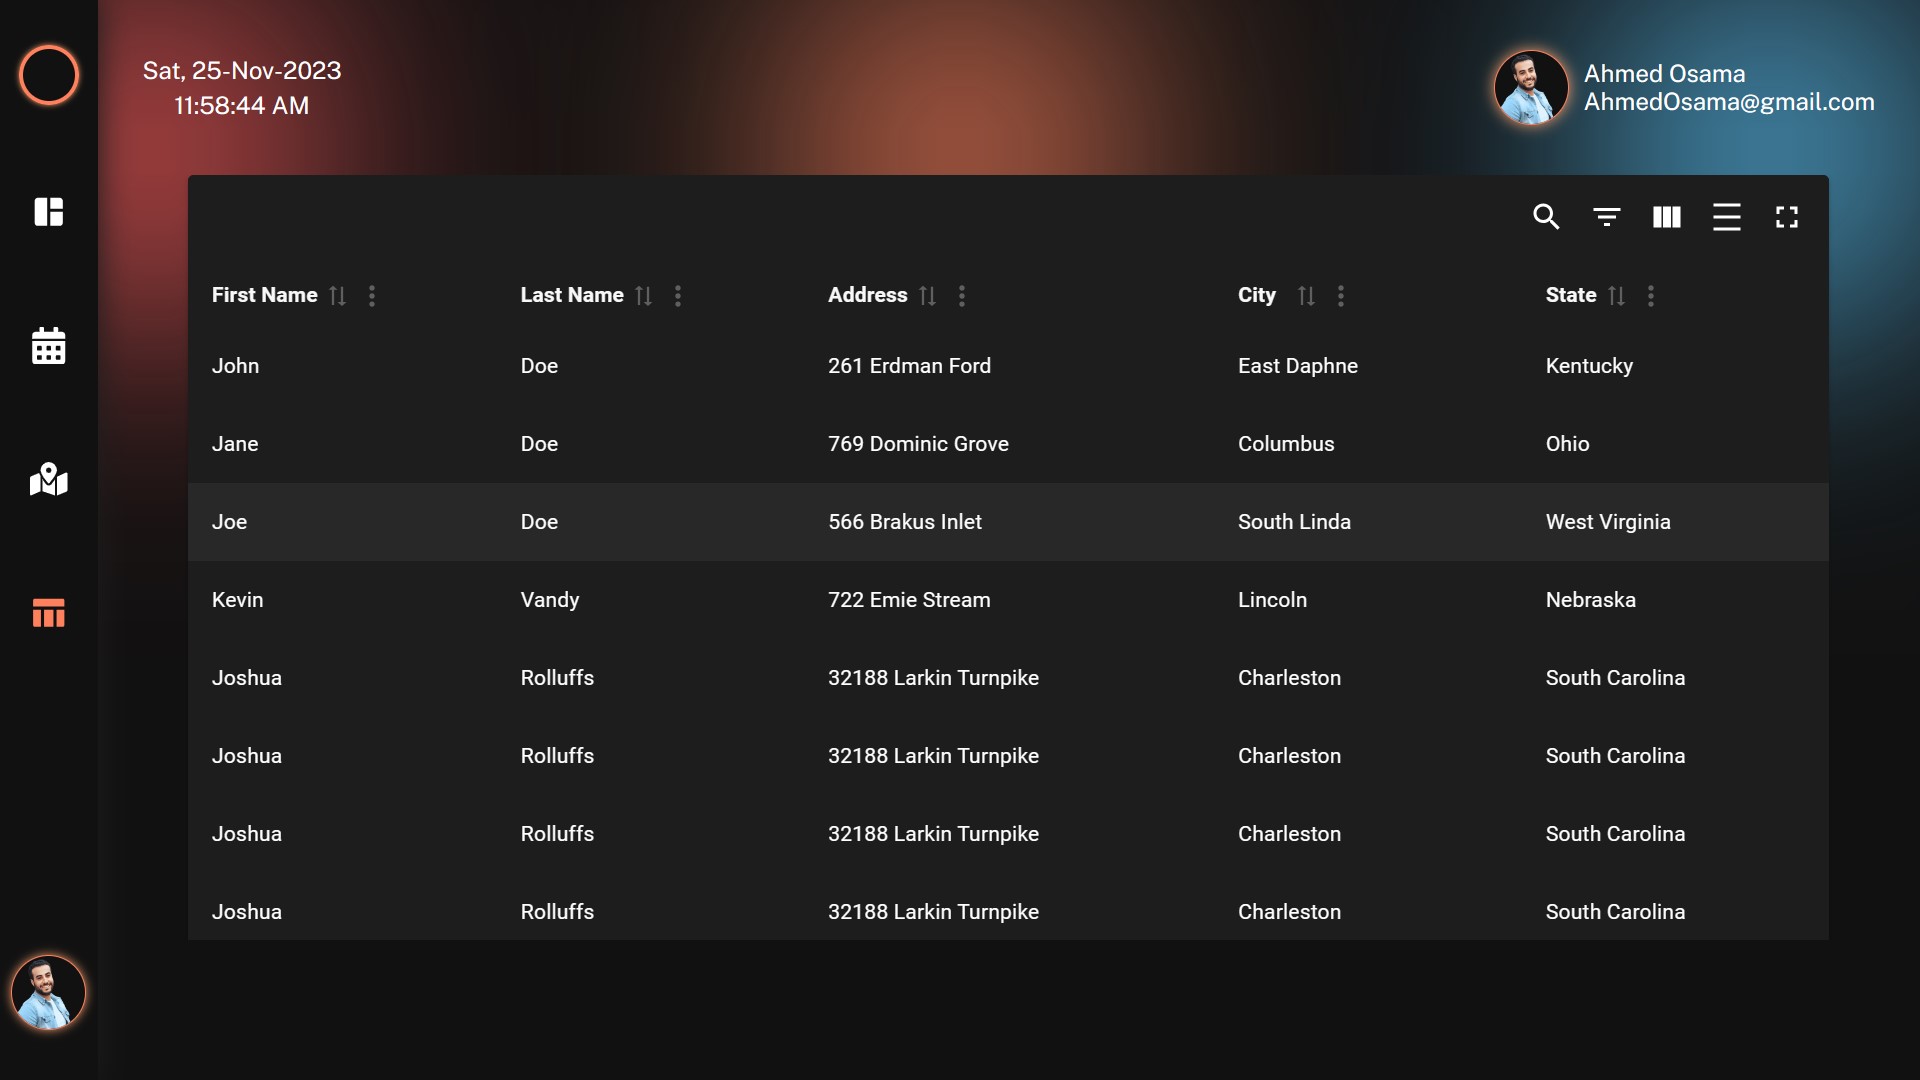 Sat, 25-Nov-2023
11:58:44 AM
Ahmed Osama
AhmedOsama@gmail.com
First Name Last Name Address City State
John Doe 261 Erdman Ford East Daphne Kentucky
Jane Doe 769 Dominic Grove Columbus Ohio
Joe Doe 566 Brakus Inlet South Linda West Virginia
Kevin Vandy 722 Emie Stream Lincoln Nebraska
Joshua Rolluffs 32188 Larkin Turnpike Charleston South Carolina
Joshua Rolluffs 32188 Larkin Turnpike Charleston South Carolina
Joshua Rolluffs 32188 Larkin Turnpike Charleston South Carolina
Joshua Rolluffs 32188 Larkin Turnpike Charleston South Carolina